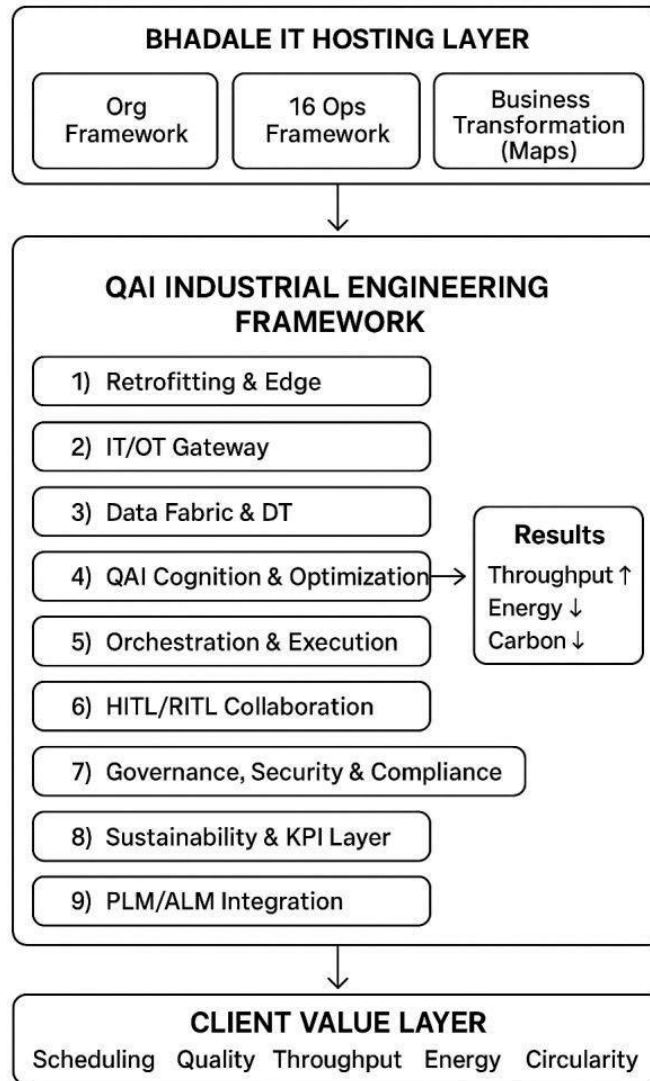 BHADALE IT HOSTING LAYER
Org
Framework
16 Ops
Framework
Business
Transformation
(Maps)
QAI INDUSTRIAL ENGINEERING
FRAMEWORK
1) Retrofitting & Edge
2) IT/OT Gateway
3) Data Fabric & DT
4) QAI Cognition & Optimization
Results
Throughput ↑
Energy ↓
Carbon ↓
5) Orchestration & Execution
6) HITL/RITL Collaboration
7) Governance, Security & Compliance
8) Sustainability & KPI Layer
9) PLM/ALM Integration
CLIENT VALUE LAYER
Scheduling Quality Throughput Energy Circularity